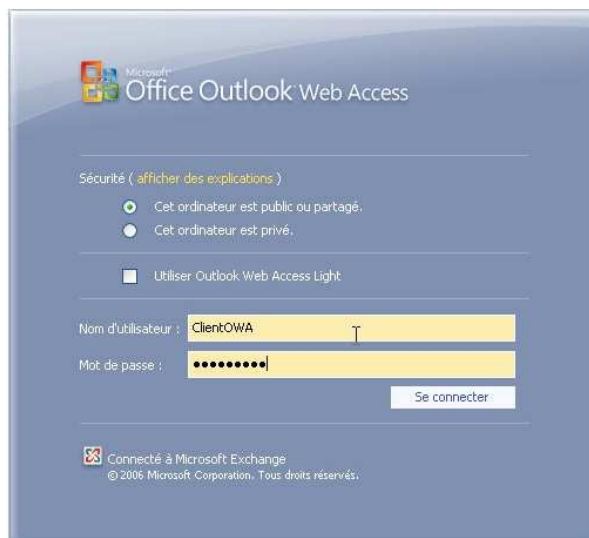 Microsoft®
Office Outlook Web Access
Sécurité ( afficher des explications )
Cet ordinateur est public ou partagé.
Cet ordinateur est privé.
Utiliser Outlook Web Access Light
Nom d'utilisateur : ClientOWA
Mot de passe : •••••••••
Se connecter
Connecté à Microsoft Exchange
© 2006 Microsoft Corporation. Tous droits réservés.